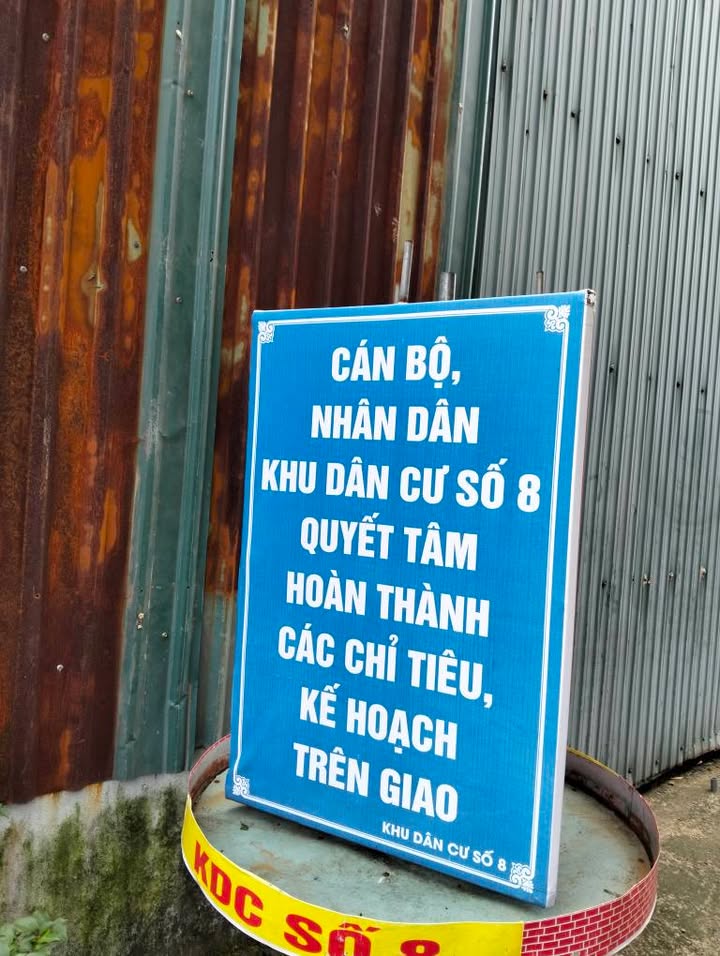 CÁN BỘ,
NHÂN DÂN
KHU DÂN CƯ SỐ 8
QUYẾT TÂM
HOÀN THÀNH
CÁC CHỈ TIÊU,
KẾ HOẠCH
TRÊN GIAO
KHU DÂN CƯ SỐ 8
KDC SỐ 8